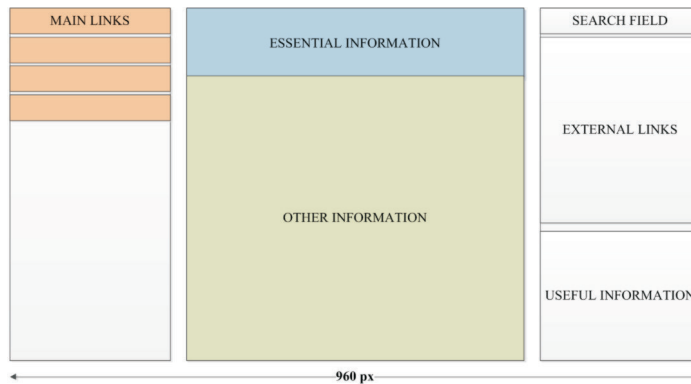 MAIN LINKS
ESSENTIAL INFORMATION
OTHER INFORMATION
SEARCH FIELD
EXTERNAL LINKS
USEFUL INFORMATION
960 px